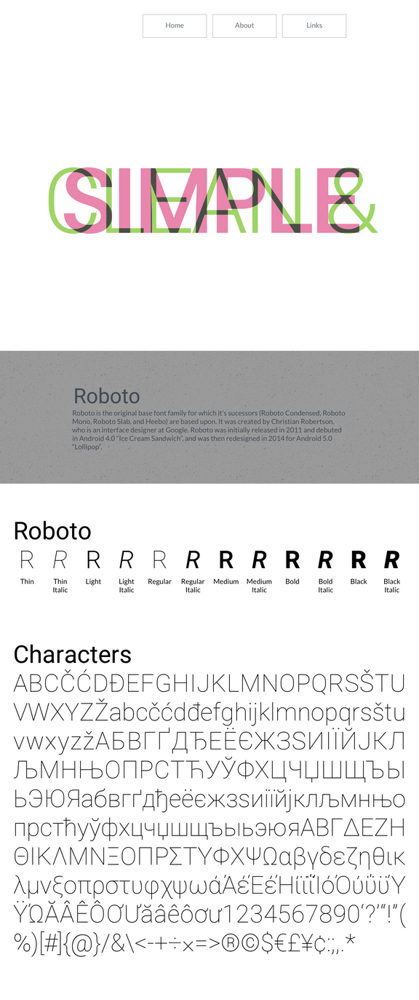 Home About Links
CLEAN &
SIMPLE
Roboto
Roboto is the original base font family for which it’s sucessors (Roboto Condensed, Roboto
Mono, Roboto Slab, and Heebo) are based upon. It was created by Christian Robertson,
who is an interface designer at Google. Roboto was initially released in 2011 and debuted
in Android 4.0 “Ice Cream Sandwich”, and was then redesigned in 2014 for Android 5.0
“Lollipop”.
Roboto
R R R R R R R R R R R R
Thin Thin Italic Light Light Italic Regular Regular Italic Medium Medium Italic Bold Bold Italic Black Black Italic
Characters
ABCČĆDĐEFGHIJKLMNOPQRSŠTU
VWXYZŽabcčćdđefghijklmnopqrsštu
vwxyzžАБВГҐДЂЕЁЄЖЗЅИІЇЙЈКЛ
ЉМНЊОПРСТЋУЎФХЦЧЏШЩЪЫ
ЬЭЮЯабвгґдђеёєжзѕиіїйјклљмнњо
прстћуўфхцчџшщъыьэюяΑΒΓΔΕΖΗ
ΘΙΚΛΜΝΞΟΠΡΣΤΥΦΧΨΩαβγδεζηθικ
λμνξοπρστυφχψωάΆέΈέΉίϊΐΊόΌύΰϋΎ
ΫΏĂÂÊÔƠƯăâêôơư1234567890‘?’“!”(
%)[#]{@}/&\<-+÷×=>®©$€£¥¢:;,.*